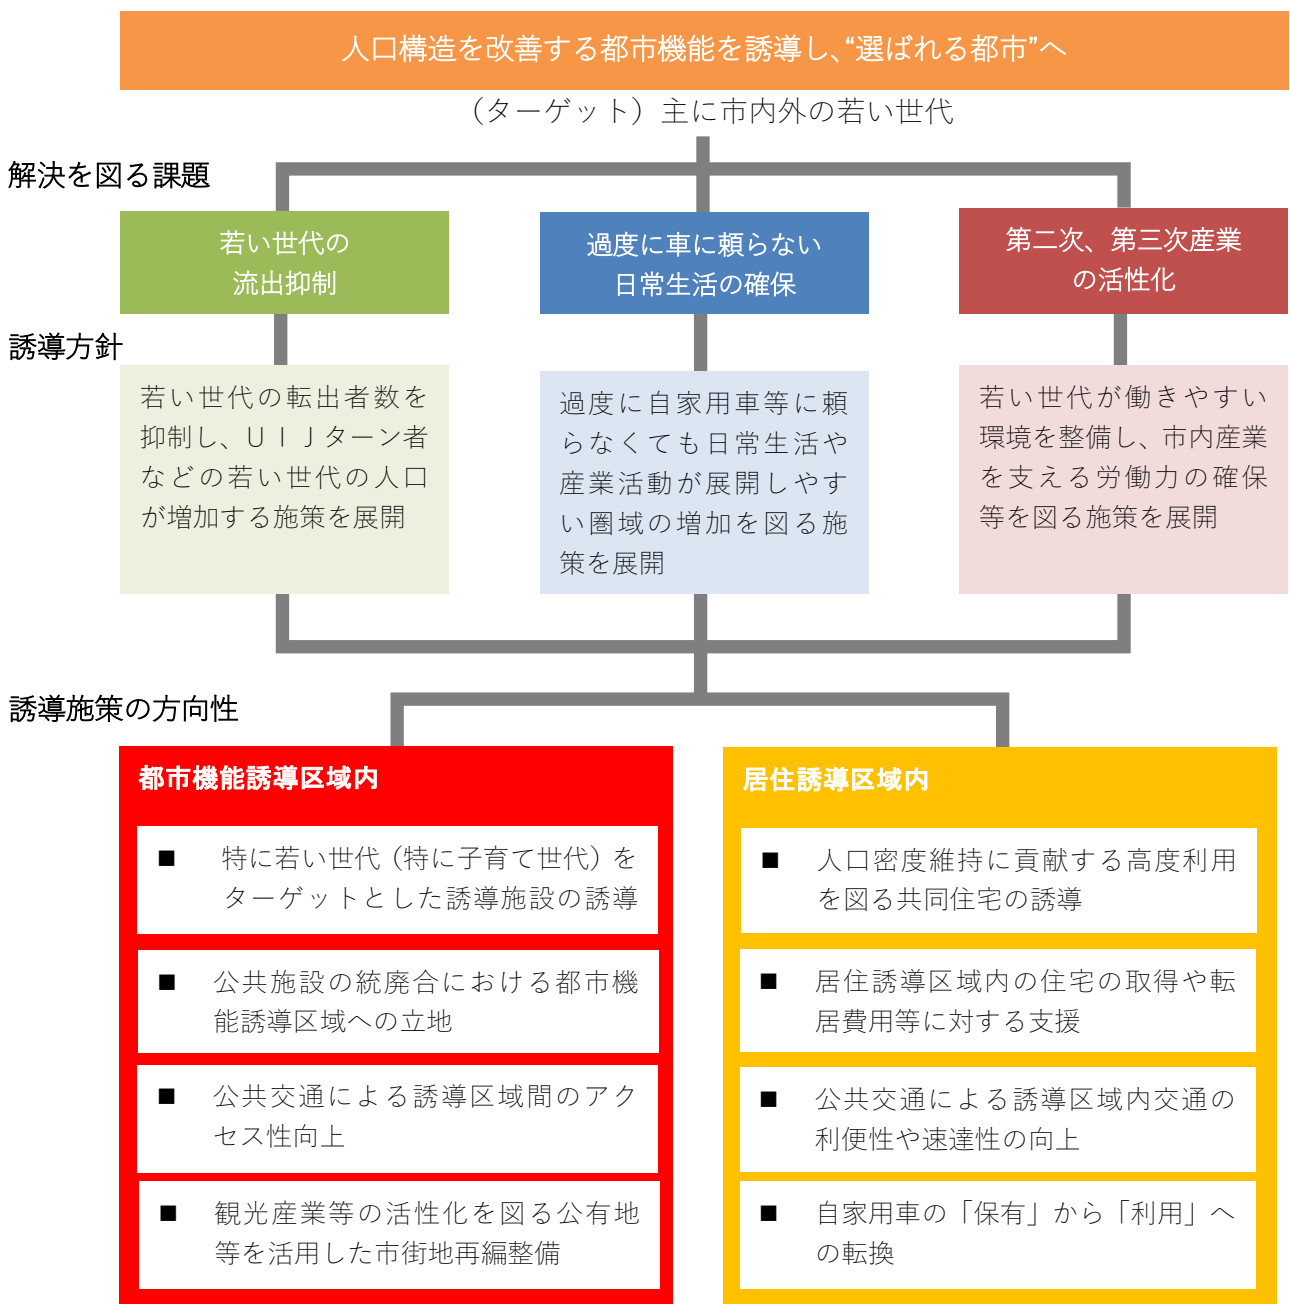 人口構造を改善する都市機能を誘導し、“選ばれる都市”へ
（ターゲット）主に市内外の若い世代
解決を図る課題
若い世代の
流出抑制
過度に車に頼らない
日常生活の確保
第二次、第三次産業
の活性化
誘導方針
若い世代の転出者数を
抑制し、ＵＩＪターン者
などの若い世代の人口
が増加する施策を展開
過度に自家用車等に頼
らなくても日常生活や
産業活動が展開しやす
い圏域の増加を図る施
策を展開
若い世代が働きやすい
環境を整備し、市内産業
を支える労働力の確保
等を図る施策を展開
誘導施策の方向性
都市機能誘導区域内
■ 特に若い世代（特に子育て世代）を
ターゲットとした誘導施設の誘導
■ 公共施設の統廃合における都市機
能誘導区域への立地
■ 公共交通による誘導区域間のアク
セス性向上
■ 観光産業等の活性化を図る公有地
等を活用した市街地再編整備
居住誘導区域内
■ 人口密度維持に貢献する高度利用
を図る共同住宅の誘導
■ 居住誘導区域内の住宅の取得や転
居費用等に対する支援
■ 公共交通による誘導区域内交通の
利便性や速達性の向上
■ 自家用車の「保有」から「利用」へ
の転換